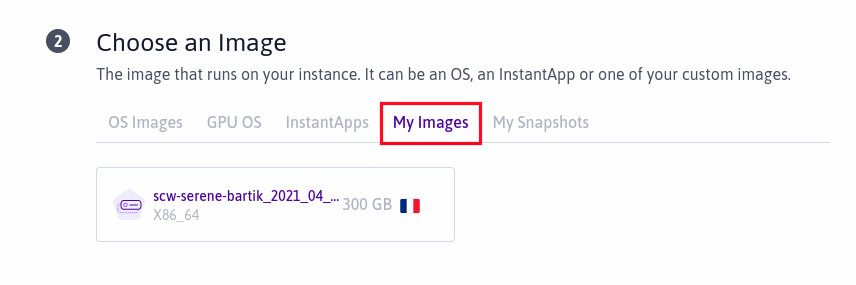 2
Choose an Image
The image that runs on your instance. It can be an OS, an InstantApp or one of your custom images.
OS Images GPU OS InstantApps My Images My Snapshots
scw-serene-bartik_2021_04_... 300 GB
X86_64